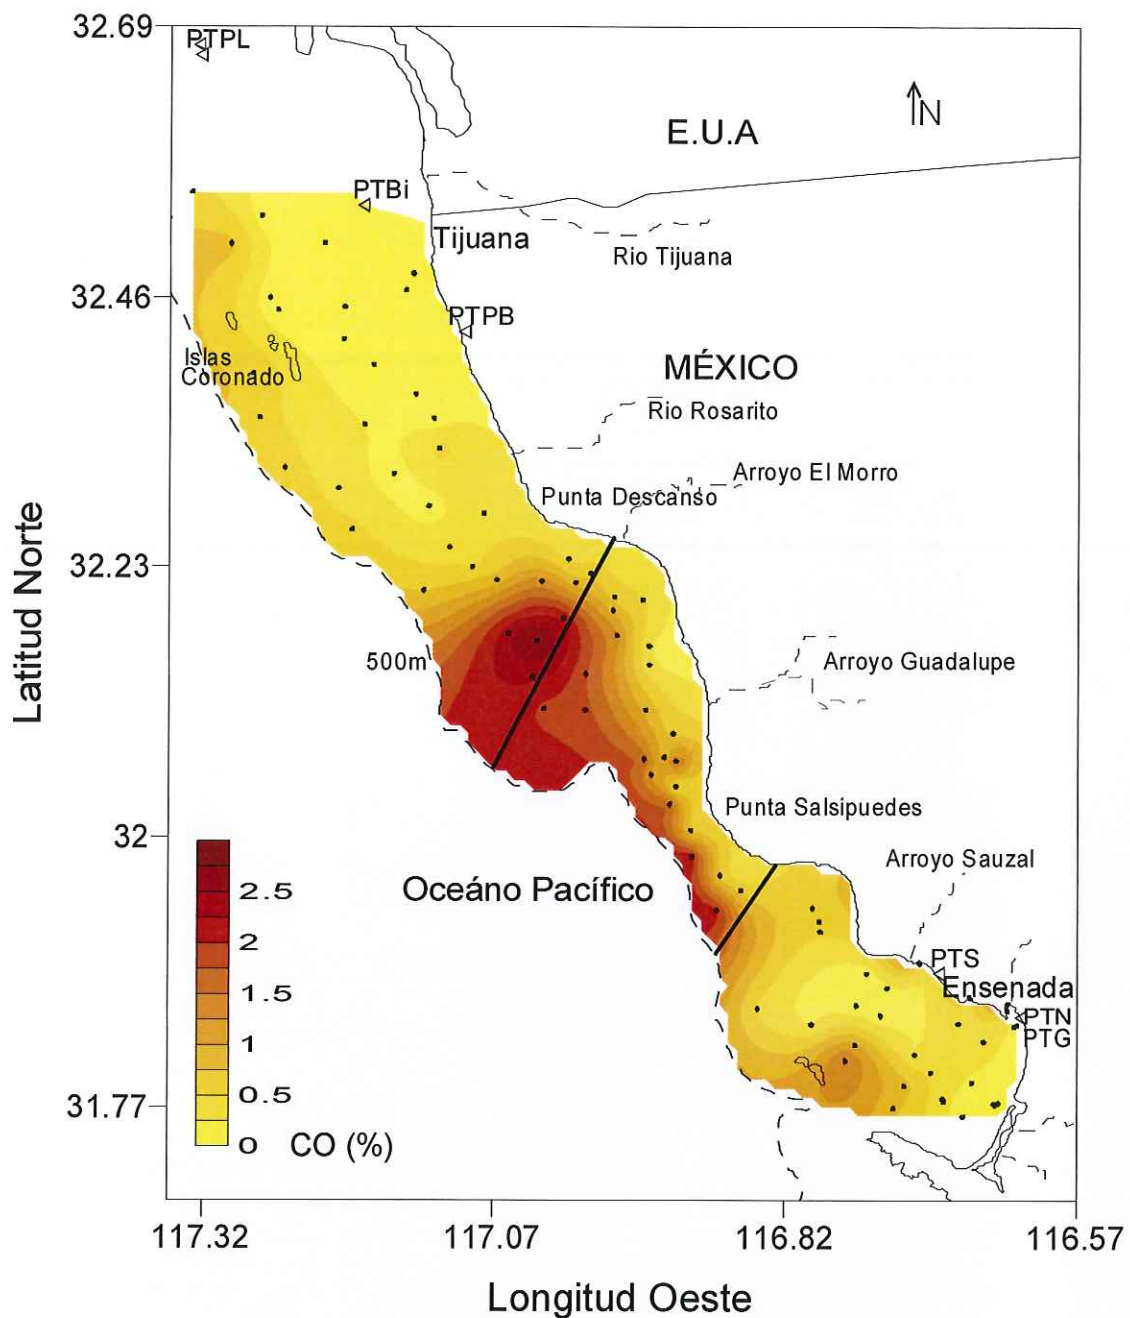 32.69
PTPL
N
E.U.A
PTBi
Tijuana
Rio Tijuana
32.46
PTPB
Islas
Coronado
MÉXICO
Rio Rosarito
Arroyo El Morro
Punta Descanso
Latitud Norte
32.23
500m
Arroyo Guadalupe
Punta Salsipuedes
32
Arroyo Sauzal
Oceáno Pacífico
2.5
2
1.5
1
0.5
0
CO (%)
PTS
Ensenada
PTN
PTG
31.77
117.32
117.07
116.82
116.57
Longitud Oeste